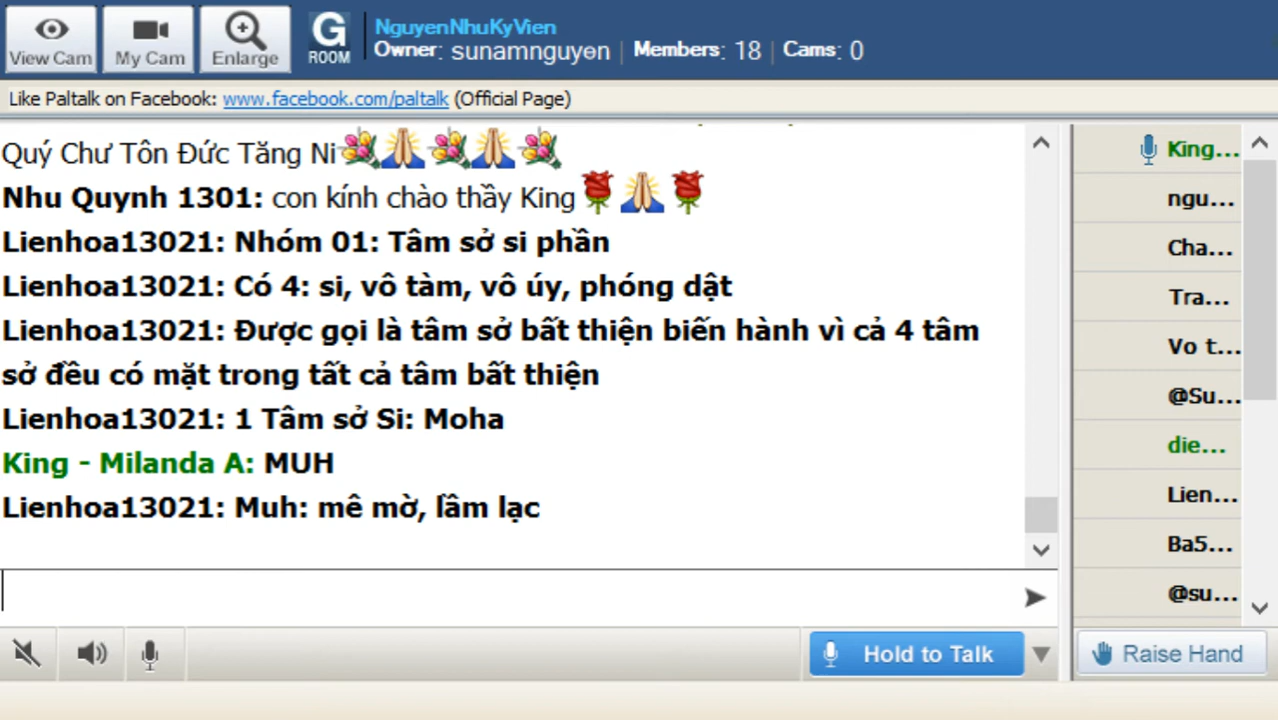 View Cam
My Cam
Enlarge
G
ROOM
NguyenNhuKyVien
Owner: sunamnguyen | Members: 18 | Cams: 0
Like Paltalk on Facebook: www.facebook.com/paltalk (Official Page)
Quý Chư Tôn Đức Tăng Ni
Nhu Quynh 1301: con kính chào thầy King
Lienhoa13021: Nhóm 01: Tâm sở si phần
Lienhoa13021: Có 4: si, vô tàm, vô úy, phóng dật
Lienhoa13021: Được gọi là tâm sở bất thiện biến hành vì cả 4 tâm
sở đều có mặt trong tất cả tâm bất thiện
Lienhoa13021: 1 Tâm sở Si: Moha
King - Milanda A: MUH
Lienhoa13021: Muh: mê mờ, lầm lạc
King...
ngu...
Cha...
Tra...
Vo t...
@Su...
die...
Lien...
Ba5...
@su...
Hold to Talk
Raise Hand